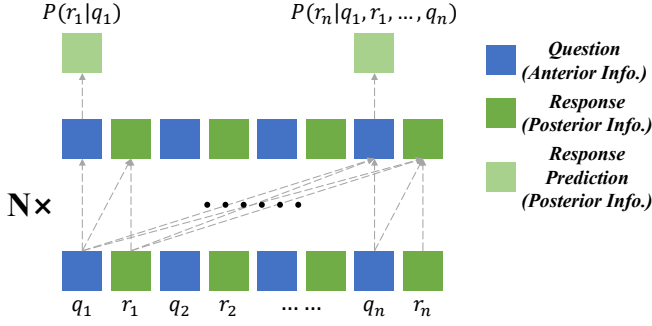 P(r₁|q₁)
P(rₙ|q₁, r₁, … , qₙ)
Question
(Anterior Info.)
Response
(Posterior Info.)
Response
Prediction
(Posterior Info.)
N×
······
q₁ r₁ q₂ r₂ … … qₙ rₙ